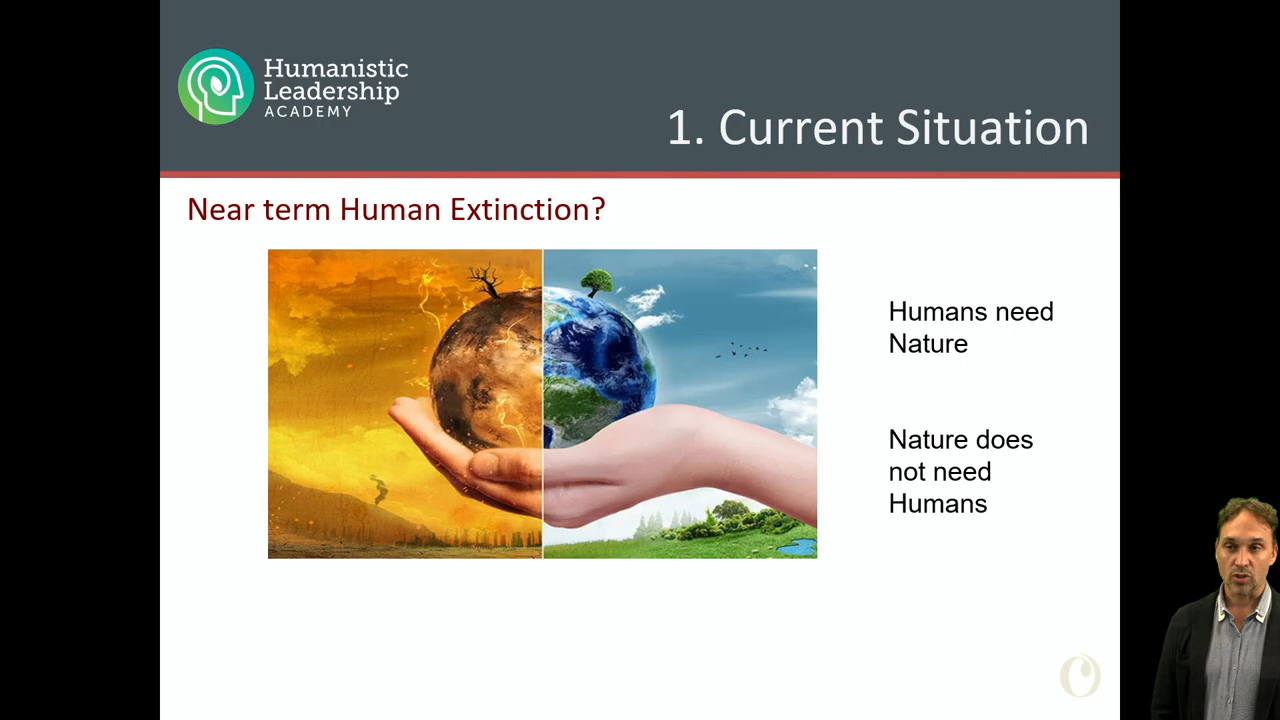 Humanistic
Leadership
ACADEMY
1. Current Situation
Near term Human Extinction?
Humans need
Nature
Nature does
not need
Humans